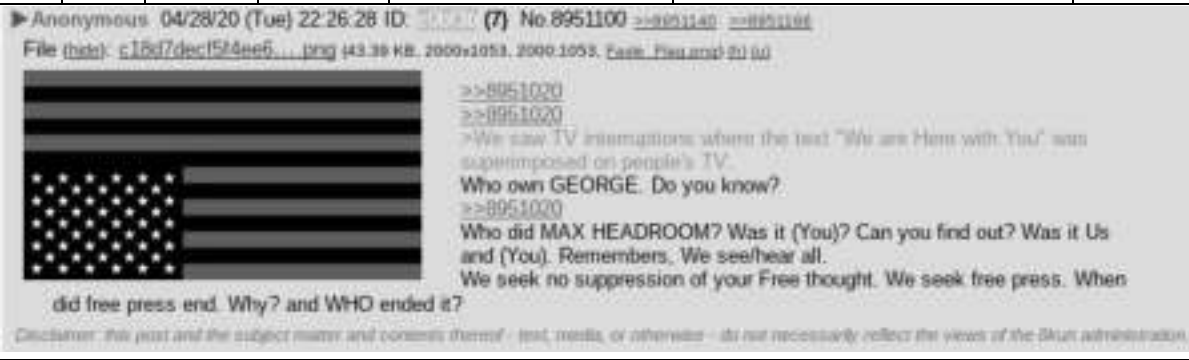 ▶Anonymous 04/28/20 (Tue) 22:26:28 ID: (7) No.8951100 >>8951140 >>8951186
File (hide): c18d7decf5f4ee6....png (43.39 KB, 2000x1053, 2000:1053, Flag.png) (h) (u)
>>8951020
>>8951020
>We saw TV interruptions where the text "We are Here with You" was
superimposed on people's TV.
Who own GEORGE. Do you know?
>>8951020
Who did MAX HEADROOM? Was it (You)? Can you find out? Was it Us
and (You). Remembers, We see/hear all.
We seek no suppression of your Free thought. We seek free press. When
did free press end. Why? and WHO ended it?
Disclaimer: this post and the subject matter and contents thereof - text, media, or otherwise - do not necessarily reflect the views of the 8kun administration.